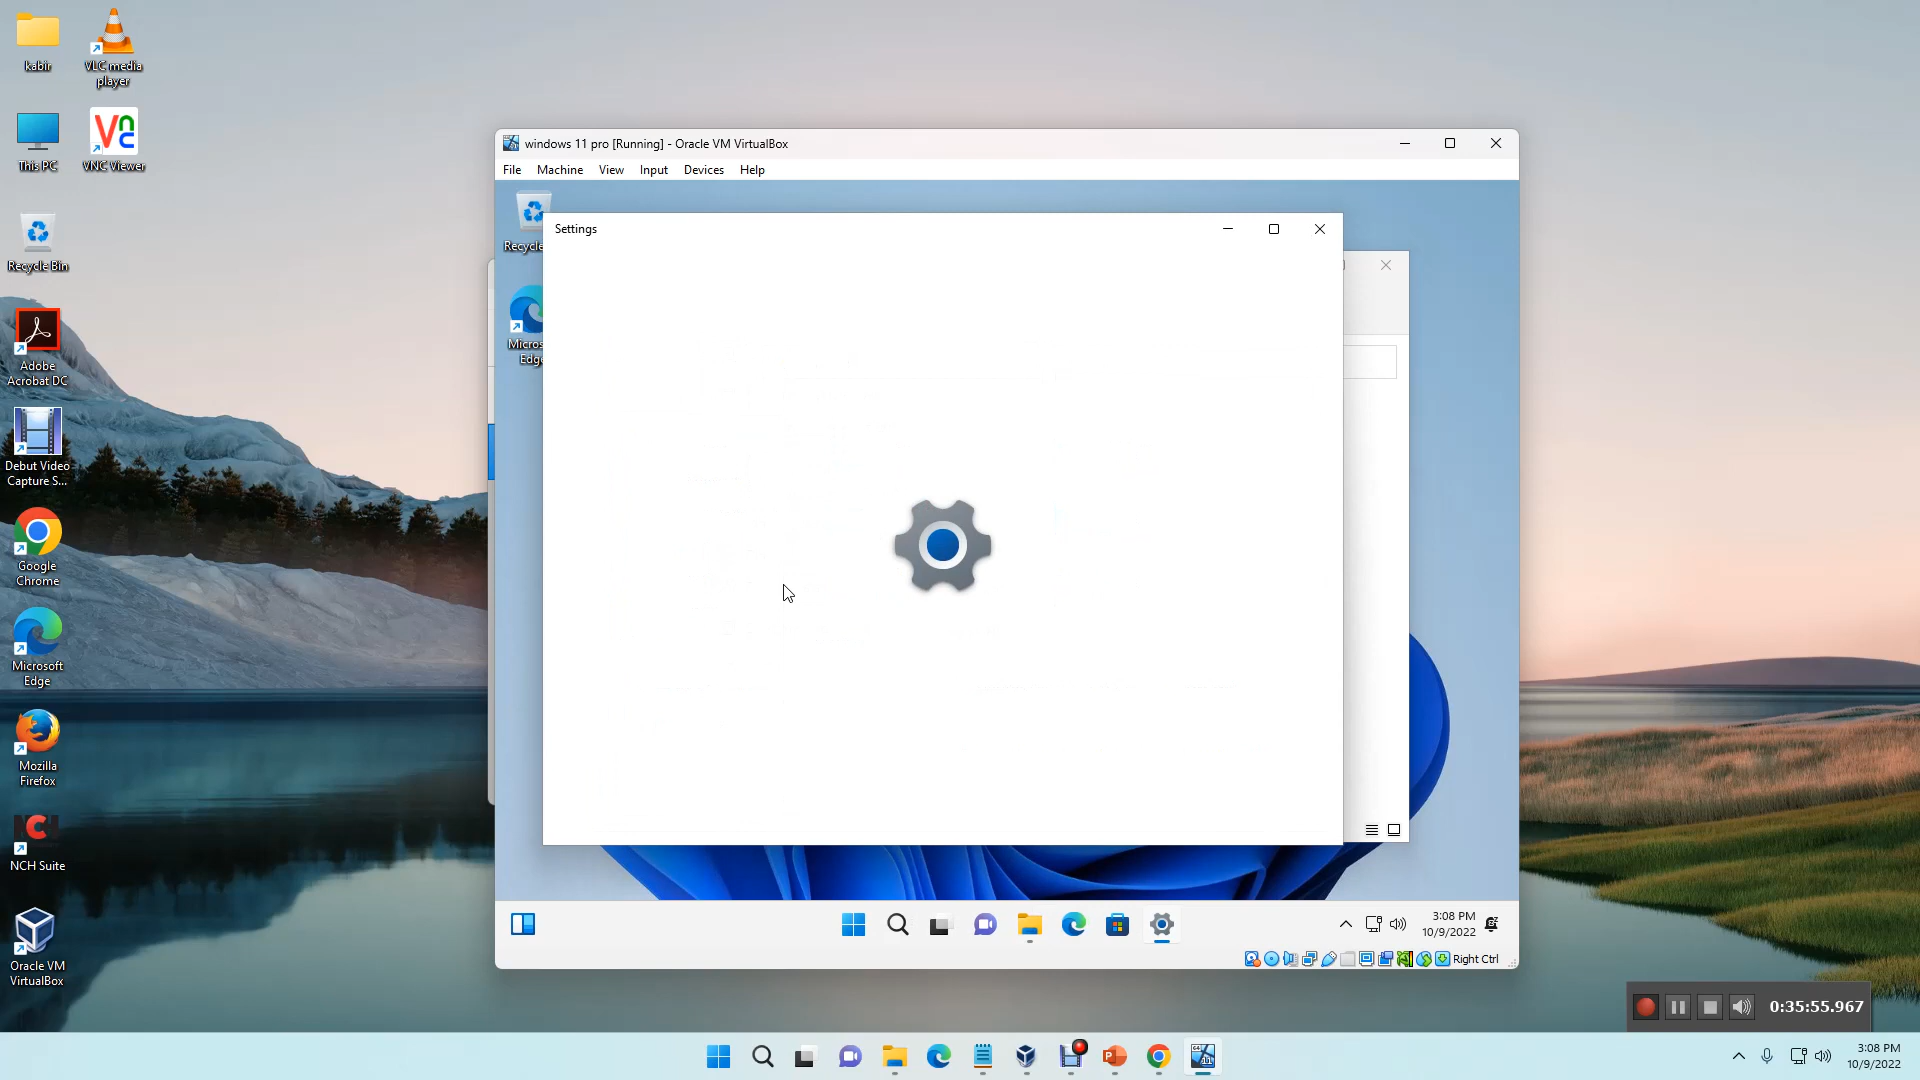 kabir
VLC media
player
This PC
VNC Viewer
Recycle Bin
Adobe
Acrobat DC
Debut Video
Capture S...
Google
Chrome
Microsoft
Edge
Mozilla
Firefox
NCH Suite
Oracle VM
VirtualBox
windows 11 pro [Running] - Oracle VM VirtualBox
File Machine View Input Devices Help
Recycle
Micros
Edge
Settings
3:08 PM
10/9/2022
Right Ctrl
0:35:55.967
3:08 PM
10/9/2022